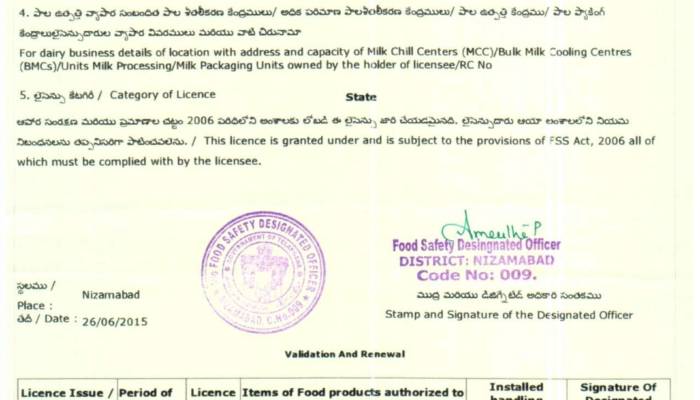 4. పాల ఉత్పత్తి వ్యాపార సంబంధిత పాల శీతలీకరణ కేంద్రములు/ అధిక పరిమాణ పాలశీతలీకరణ కేంద్రములు/ పాల ఉత్పత్తి కేంద్రము/ పాల ప్యాకింగ్
కేంద్రాలులైసెన్సుదారుల వ్యాపార వివరములు మరియు వాటి చిరునామా
For dairy business details of location with address and capacity of Milk Chill Centers (MCC)/Bulk Milk Cooling Centres
(BMCs)/Units Milk Processing/Milk Packaging Units owned by the holder of licensee/RC No
5. లైసెన్సు కేటగిరి / Category of Licence State
ఆహార సంరక్షణ మరియు ప్రమాణాల చట్టం 2006 పరిధిలోని అంశాలకు లోబడి ఈ లైసెన్సు జారి చేయడమైనది. లైసెన్సుదారు ఆయా అంశాలలోని నియమ
నిబంధనలను తప్పనిసరిగా పాటించవలెను. / This licence is granted under and is subject to the provisions of FSS Act, 2006 all of
which must be complied with by the licensee.
FOOD SAFETY DESIGNATED OFFICER
GOVERNMENT OF TELANGANA
NIZAMABAD C.No.009
Food Safety Desingnated Officer
DISTRICT: NIZAMABAD
Code No: 009.
స్థలము /
Place : Nizamabad
తేది / Date : 26/06/2015
ముద్ర మరియు డిజిగ్నేటెడ్ అధికారి సంతకము
Stamp and Signature of the Designated Officer
Validation And Renewal
Licence Issue / Period of Licence Items of Food products authorized to Installed Signature Of
handling Designated